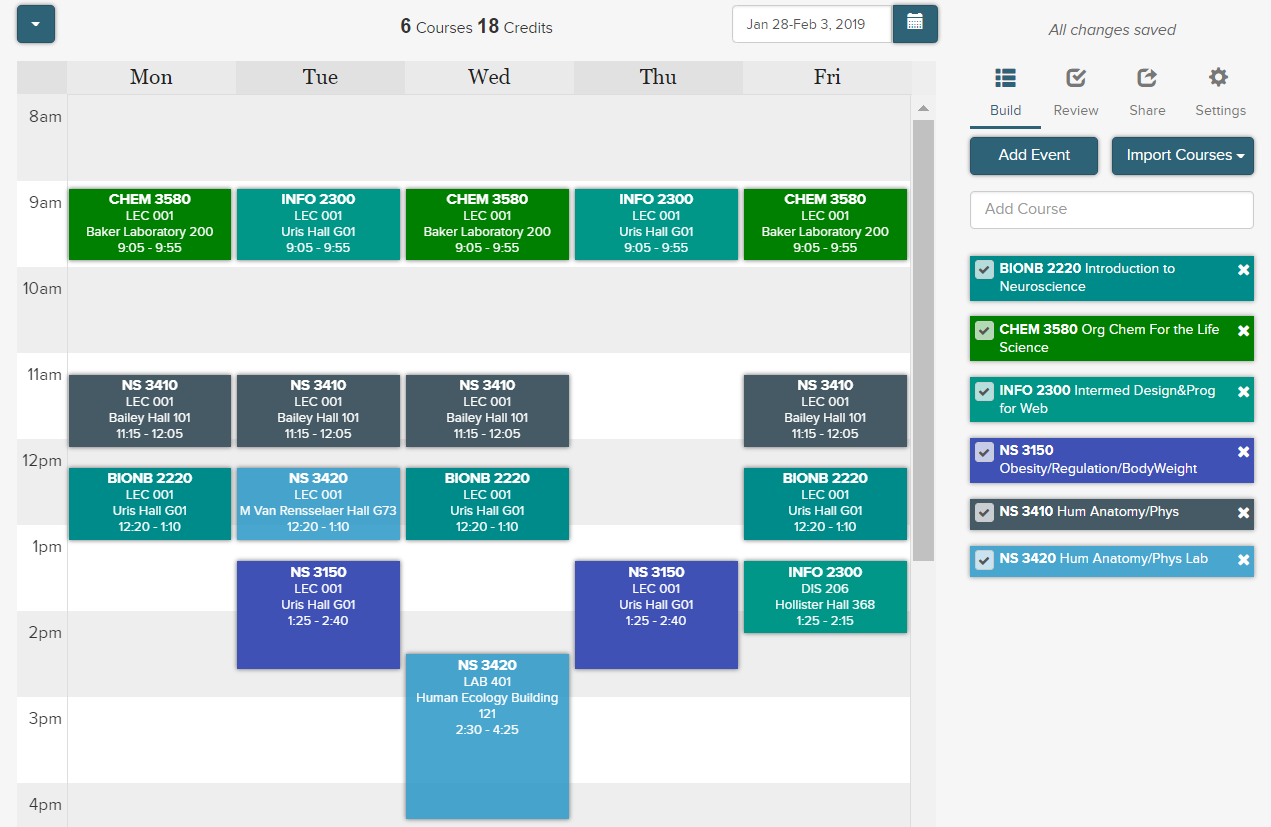 6 Courses 18 Credits
Jan 28-Feb 3, 2019
All changes saved
Build
Review
Share
Settings
Add Event
Import Courses
Add Course
Mon
Tue
Wed
Thu
Fri
8am
9am
CHEM 3580
LEC 001
Baker Laboratory 200
9:05 - 9:55
INFO 2300
LEC 001
Uris Hall G01
9:05 - 9:55
CHEM 3580
LEC 001
Baker Laboratory 200
9:05 - 9:55
INFO 2300
LEC 001
Uris Hall G01
9:05 - 9:55
CHEM 3580
LEC 001
Baker Laboratory 200
9:05 - 9:55
10am
11am
NS 3410
LEC 001
Bailey Hall 101
11:15 - 12:05
NS 3410
LEC 001
Bailey Hall 101
11:15 - 12:05
NS 3410
LEC 001
Bailey Hall 101
11:15 - 12:05
NS 3410
LEC 001
Bailey Hall 101
11:15 - 12:05
12pm
BIONB 2220
LEC 001
Uris Hall G01
12:20 - 1:10
NS 3420
LEC 001
M Van Rensselaer Hall G73
12:20 - 1:10
BIONB 2220
LEC 001
Uris Hall G01
12:20 - 1:10
BIONB 2220
LEC 001
Uris Hall G01
12:20 - 1:10
1pm
NS 3150
LEC 001
Uris Hall G01
1:25 - 2:40
NS 3150
LEC 001
Uris Hall G01
1:25 - 2:40
INFO 2300
DIS 206
Hollister Hall 368
1:25 - 2:15
2pm
NS 3420
LAB 401
Human Ecology Building
121
2:30 - 4:25
3pm
4pm
BIONB 2220 Introduction to
Neuroscience
CHEM 3580 Org Chem For the Life
Science
INFO 2300 Intermed Design&Prog
for Web
NS 3150
Obesity/Regulation/BodyWeight
NS 3410 Hum Anatomy/Phys
NS 3420 Hum Anatomy/Phys Lab